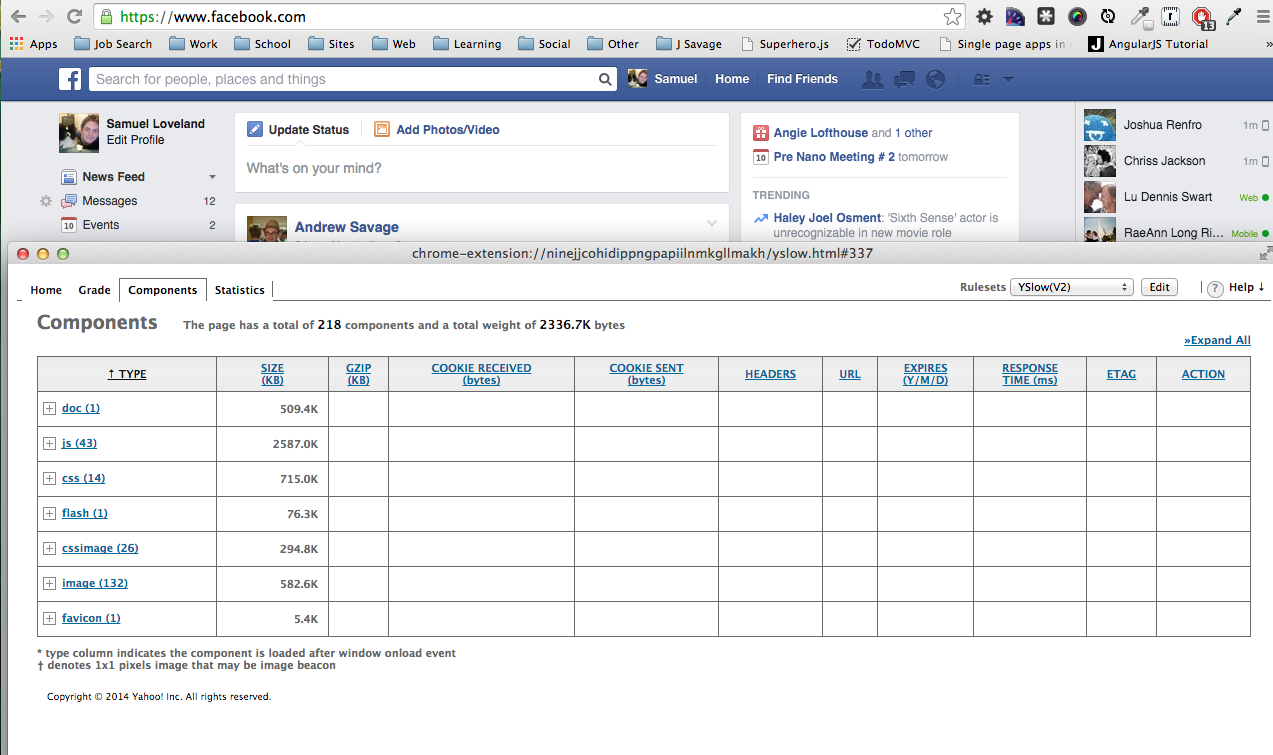 https://www.facebook.com
13
Apps Job Search Work School Sites Web Learning Social Other J Savage Superhero.js TodoMVC Single page apps in AngularJS Tutorial »
Search for people, places and things Samuel Home Find Friends
Samuel Loveland
Edit Profile
News Feed
Messages 12
Events 2
Update Status Add Photos/Video
What's on your mind?
Andrew Savage
Angie Lofthouse and 1 other
Pre Nano Meeting # 2 tomorrow
TRENDING
Haley Joel Osment: 'Sixth Sense' actor is
unrecognizable in new movie role
Joshua Renfro 1m
Chriss Jackson 1m
Lu Dennis Swart Web
RaeAnn Long Ri... Mobile
chrome-extension://ninejjcohidippngpapiilnmkgllmakh/yslow.html#337
Home Grade Components Statistics Rulesets YSlow(V2) Edit ? Help ↓
Components The page has a total of 218 components and a total weight of 2336.7K bytes
»Expand All
↑ TYPE SIZE (KB) GZIP (KB) COOKIE RECEIVED (bytes) COOKIE SENT (bytes) HEADERS URL EXPIRES (Y/M/D) RESPONSE TIME (ms) ETAG ACTION
doc (1) 509.4K
js (43) 2587.0K
css (14) 715.0K
flash (1) 76.3K
cssimage (26) 294.8K
image (132) 582.6K
favicon (1) 5.4K
* type column indicates the component is loaded after window onload event
† denotes 1x1 pixels image that may be image beacon
Copyright © 2014 Yahoo! Inc. All rights reserved.